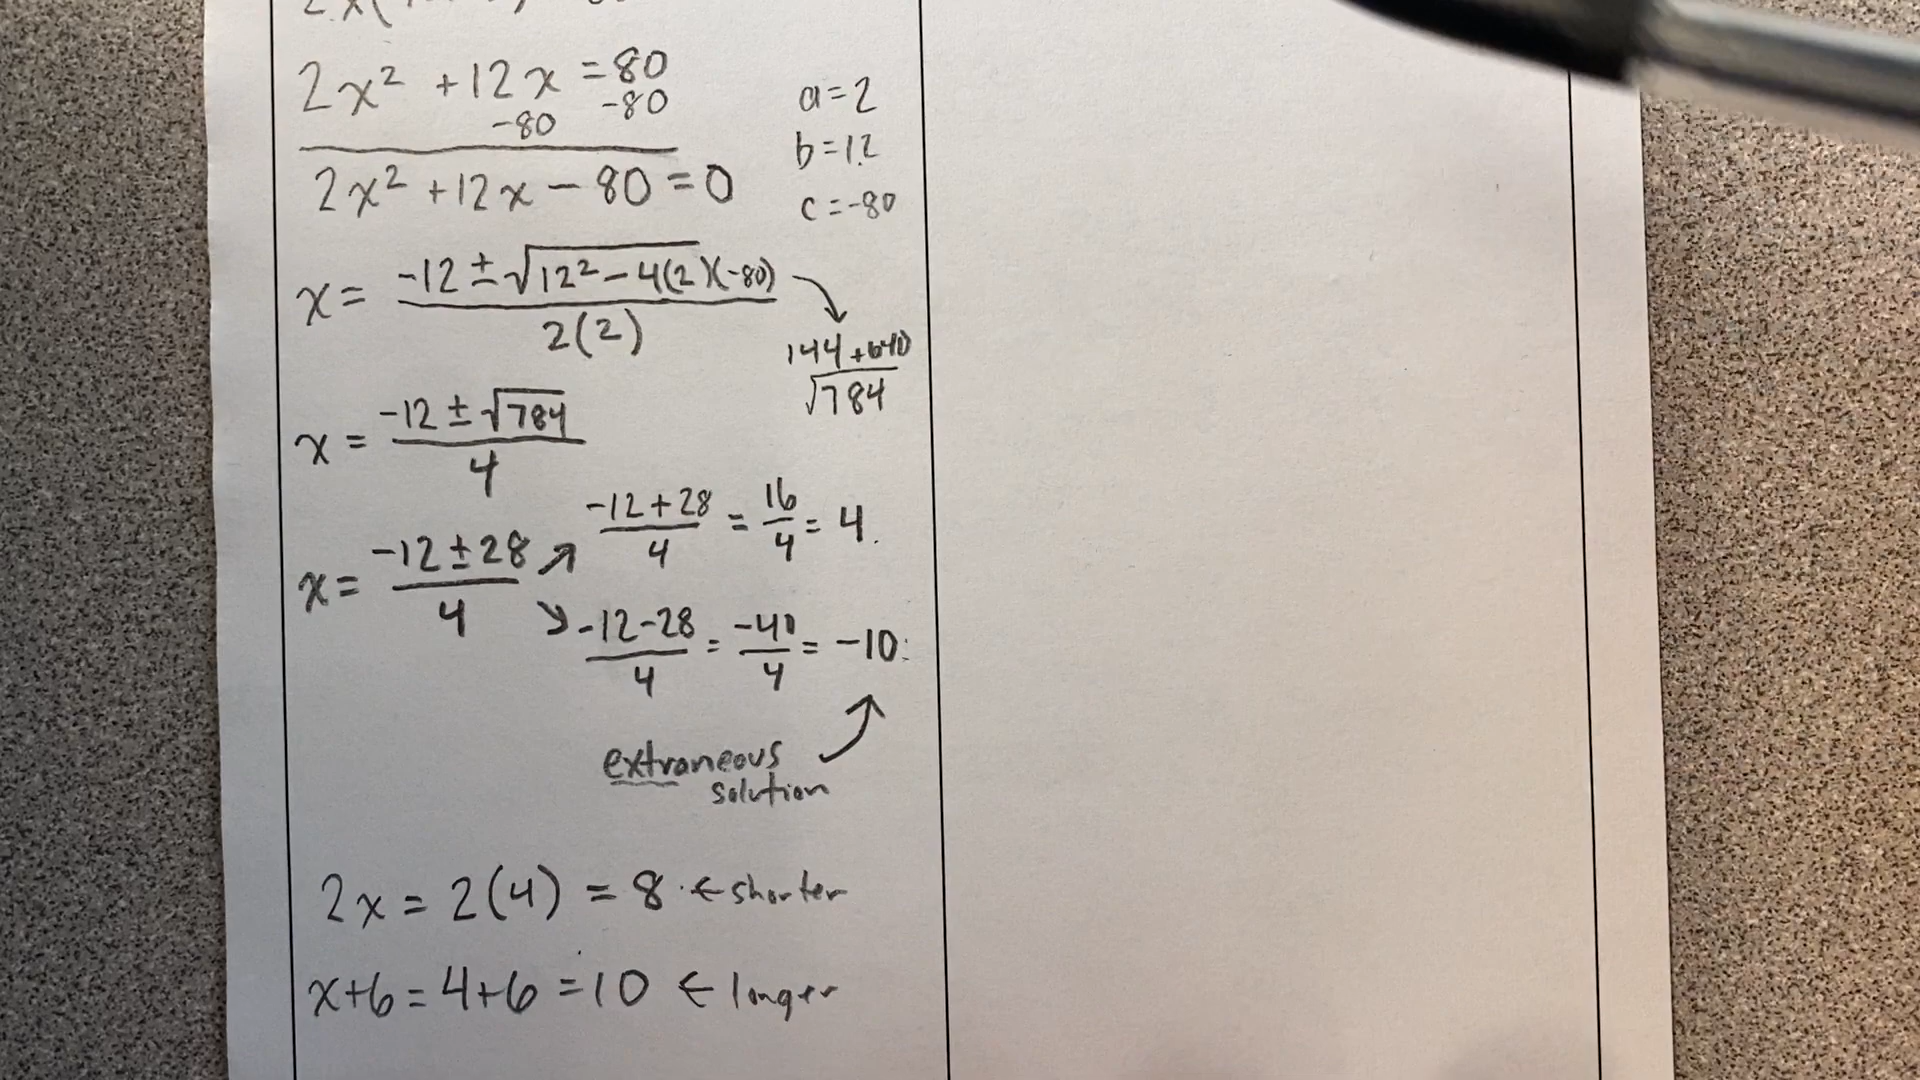 2x² +12x = 80
-80 -80
2x² +12x - 80 = 0
a = 2
b = 12
c = -80
x = -12 ± √12² - 4(2)(-80) / 2(2)
144 + 640
√784
x = -12 ± √784 / 4
x = -12 ± 28 / 4
-12 + 28 / 4 = 16 / 4 = 4
-12 - 28 / 4 = -40 / 4 = -10
extraneous
solution
2x = 2(4) = 8 ← shorter
x+6 = 4+6 = 10 ← longer